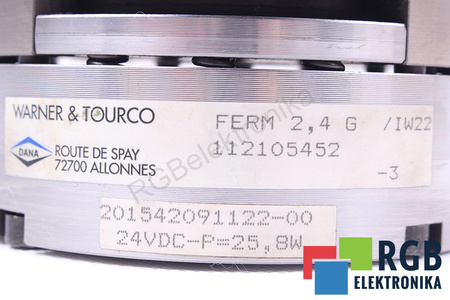 WARNER & TOURCO
FERM 2,4 G /IW22
DANA
ROUTE DE SPAY
112105452
72700 ALLONNES
-3
201542091122-00
24VDC-P=25,8W
RGBelektronika
RGB
ELEKTRONIKA